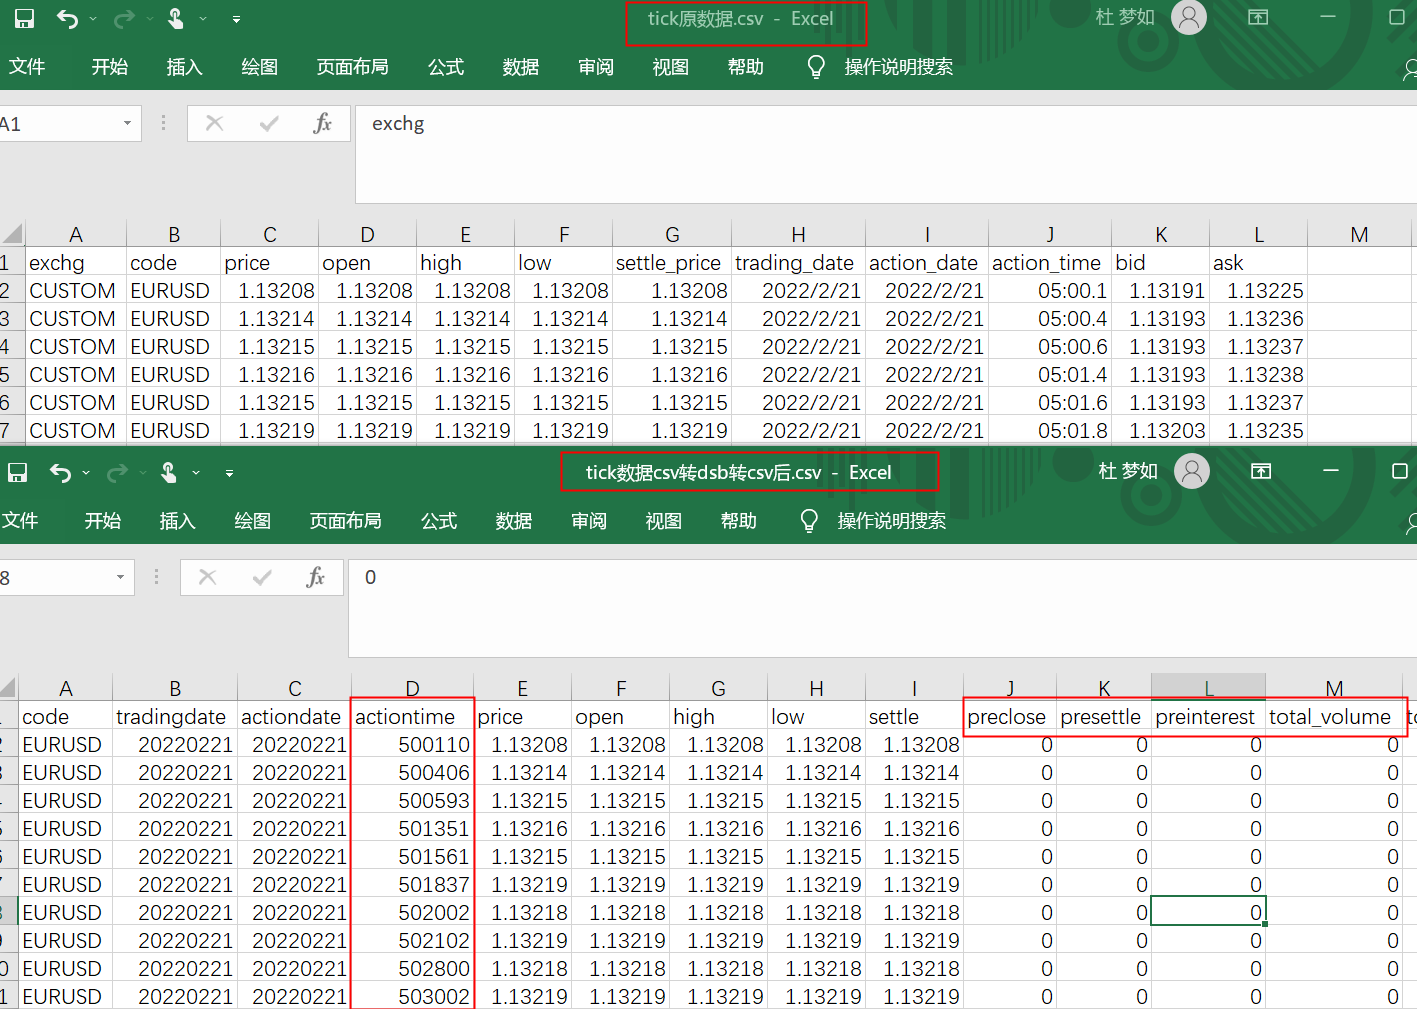 tick原数据.csv - Excel
杜 梦如
文件 开始 插入 绘图 页面布局 公式 数据 审阅 视图 帮助 操作说明搜索
A1 fx exchg
A B C D E F G H I J K L M
1 exchg code price open high low settle_price trading_date action_date action_time bid ask
2 CUSTOM EURUSD 1.13208 1.13208 1.13208 1.13208 1.13208 2022/2/21 2022/2/21 05:00.1 1.13191 1.13225
3 CUSTOM EURUSD 1.13214 1.13214 1.13214 1.13214 1.13214 2022/2/21 2022/2/21 05:00.4 1.13193 1.13236
4 CUSTOM EURUSD 1.13215 1.13215 1.13215 1.13215 1.13215 2022/2/21 2022/2/21 05:00.6 1.13193 1.13237
5 CUSTOM EURUSD 1.13216 1.13216 1.13216 1.13216 1.13216 2022/2/21 2022/2/21 05:01.4 1.13193 1.13238
6 CUSTOM EURUSD 1.13215 1.13215 1.13215 1.13215 1.13215 2022/2/21 2022/2/21 05:01.6 1.13193 1.13237
7 CUSTOM EURUSD 1.13219 1.13219 1.13219 1.13219 1.13219 2022/2/21 2022/2/21 05:01.8 1.13203 1.13235
tick数据csv转dsb转csv后.csv - Excel
杜 梦如
文件 开始 插入 绘图 页面布局 公式 数据 审阅 视图 帮助 操作说明搜索
8 fx 0
A B C D E F G H I J K L M
code tradingdate actiondate actiontime price open high low settle preclose presettle preinterest total_volume
EURUSD 20220221 20220221 500110 1.13208 1.13208 1.13208 1.13208 1.13208 0 0 0 0
EURUSD 20220221 20220221 500406 1.13214 1.13214 1.13214 1.13214 1.13214 0 0 0 0
EURUSD 20220221 20220221 500593 1.13215 1.13215 1.13215 1.13215 1.13215 0 0 0 0
EURUSD 20220221 20220221 501351 1.13216 1.13216 1.13216 1.13216 1.13216 0 0 0 0
EURUSD 20220221 20220221 501561 1.13215 1.13215 1.13215 1.13215 1.13215 0 0 0 0
EURUSD 20220221 20220221 501837 1.13219 1.13219 1.13219 1.13219 1.13219 0 0 0 0
EURUSD 20220221 20220221 502002 1.13218 1.13218 1.13218 1.13218 1.13218 0 0 0 0
EURUSD 20220221 20220221 502102 1.13219 1.13219 1.13219 1.13219 1.13219 0 0 0 0
EURUSD 20220221 20220221 502800 1.13218 1.13218 1.13218 1.13218 1.13218 0 0 0 0
EURUSD 20220221 20220221 503002 1.13219 1.13219 1.13219 1.13219 1.13219 0 0 0 0